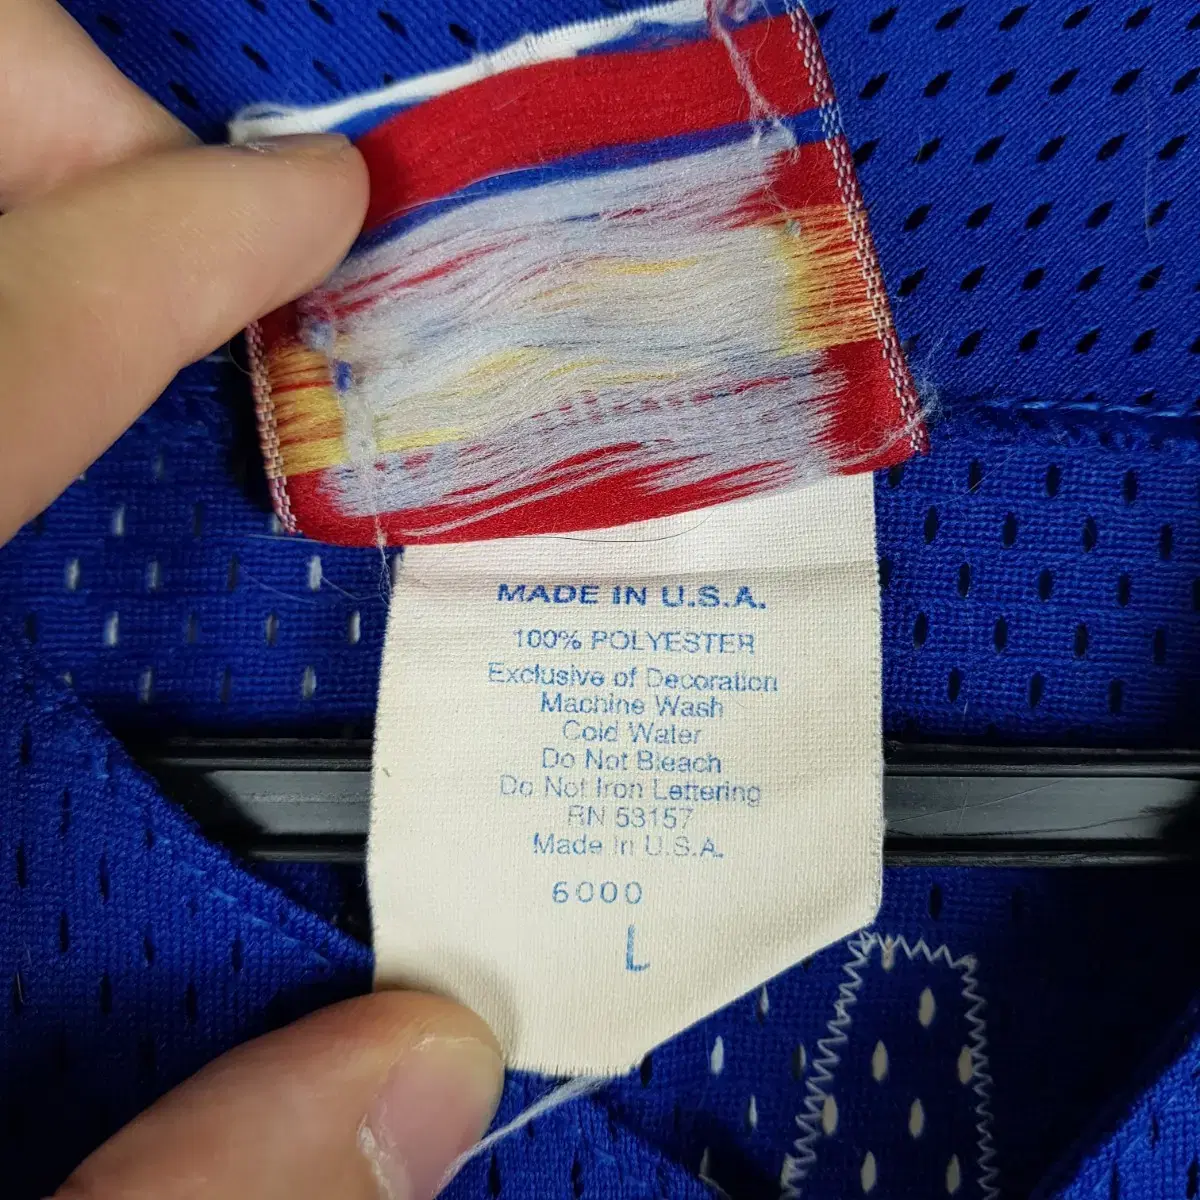 MADE IN U.S.A.
100% POLYESTER
Exclusive of Decoration
Machine Wash
Cold Water
Do Not Bleach
Do Not Iron Lettering
RN 53157
Made In U.S.A.
6000
L